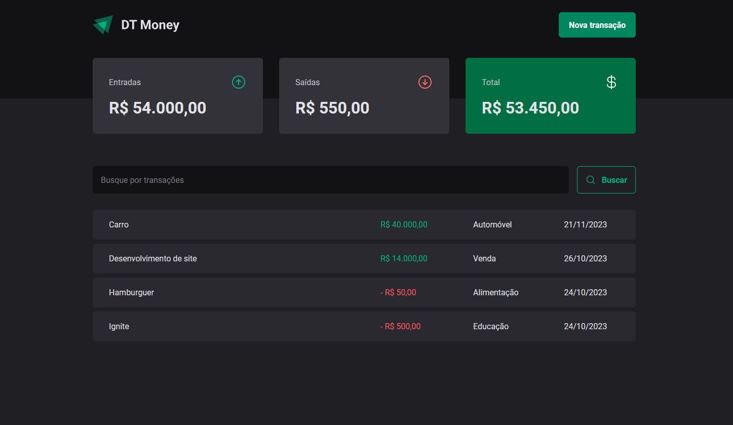 DT Money
Nova transação
Entradas
R$ 54.000,00
Saídas
R$ 550,00
Total
R$ 53.450,00
Busque por transações
Buscar
Carro R$ 40.000,00 Automóvel 21/11/2023
Desenvolvimento de site R$ 14.000,00 Venda 26/10/2023
Hamburguer - R$ 50,00 Alimentação 24/10/2023
Ignite - R$ 500,00 Educação 24/10/2023